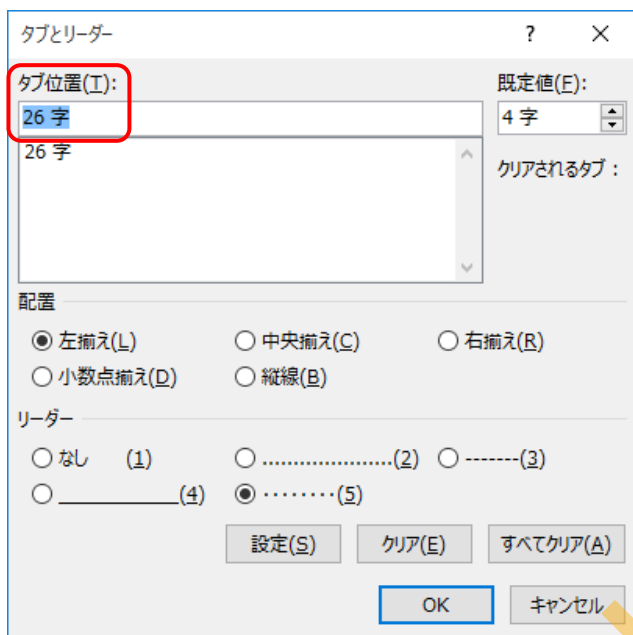 タブとリーダー ?
タブ位置(T): 既定値(F):
26 字 4 字
26 字
クリアされるタブ :
配置
左揃え(L) 中央揃え(C) 右揃え(R)
小数点揃え(D) 縦線(B)
リーダー
なし (1) .....................(2) -------(3)
____________(4) ········(5)
設定(S) クリア(E) すべてクリア(A)
OK キャンセル